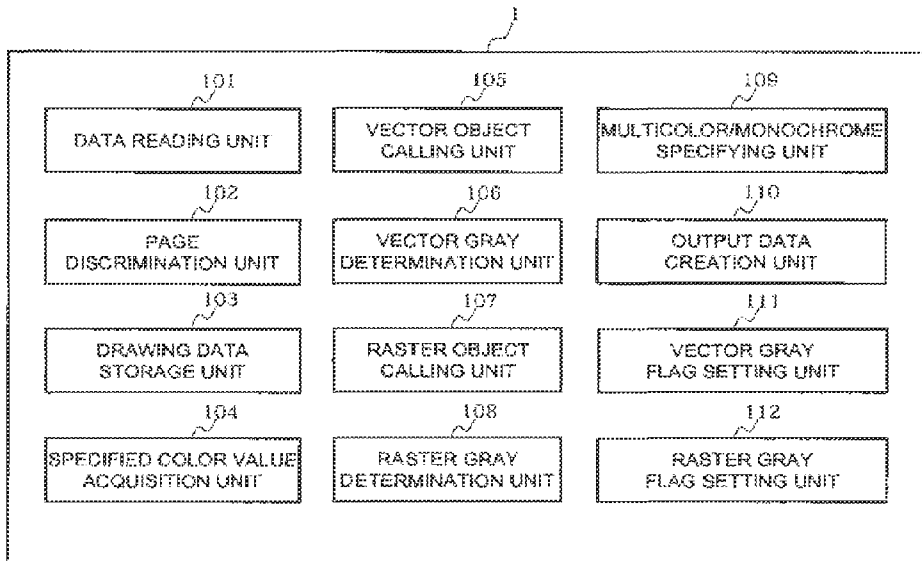 1
101
DATA READING UNIT
102
PAGE
DISCRIMINATION UNIT
103
DRAWING DATA
STORAGE UNIT
104
SPECIFIED COLOR VALUE
ACQUISITION UNIT
105
VECTOR OBJECT
CALLING UNIT
106
VECTOR GRAY
DETERMINATION UNIT
107
RASTER OBJECT
CALLING UNIT
108
RASTER GRAY
DETERMINATION UNIT
109
MULTICOLOR/MONOCHROME
SPECIFYING UNIT
110
OUTPUT DATA
CREATION UNIT
111
VECTOR GRAY
FLAG SETTING UNIT
112
RASTER GRAY
FLAG SETTING UNIT